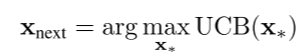 x_next = arg max_{x_*} UCB(x_*)